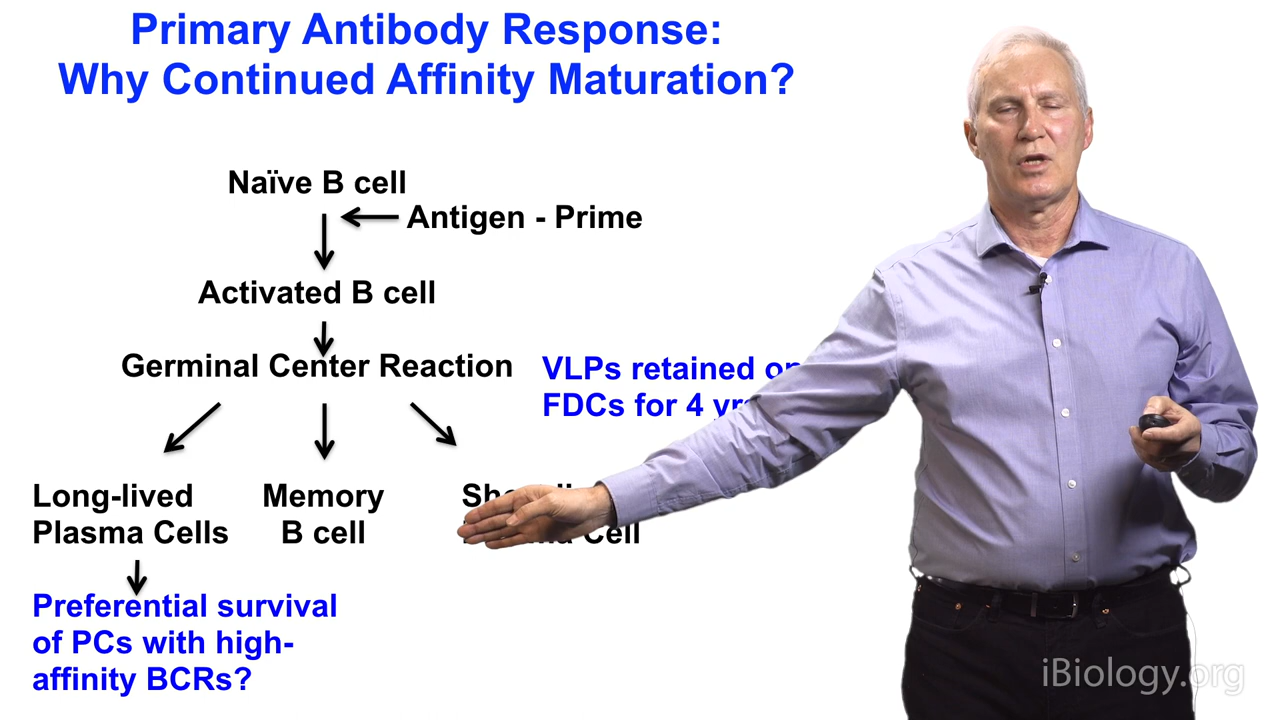 Primary Antibody Response:
Why Continued Affinity Maturation?
Naïve B cell
Antigen - Prime
Activated B cell
Germinal Center Reaction
VLPs retained on
FDCs for 4
Long-lived
Plasma Cells
Memory
B cell
Cell
Preferential survival
of PCs with high-
affinity BCRs?
iBiology.org